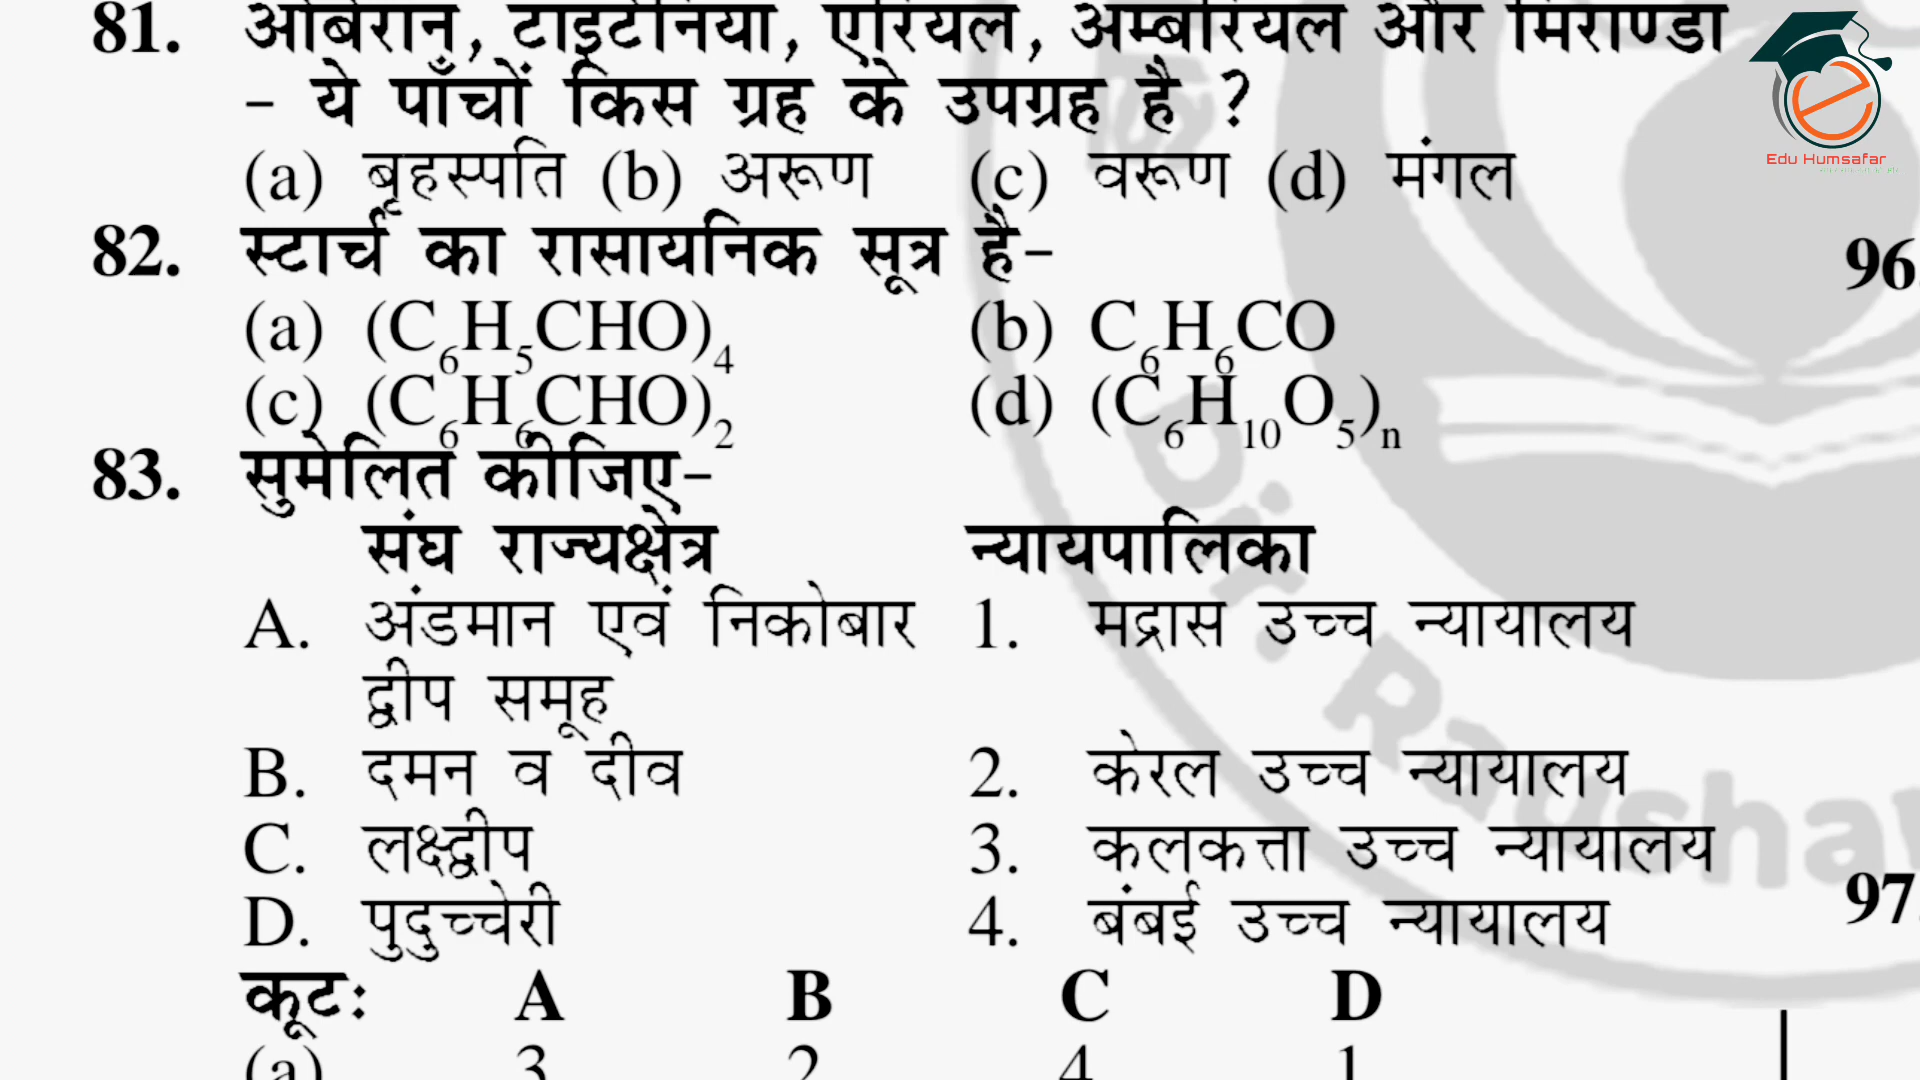 81. ओबेरॉन, टाइटेनिया, एरियल, अम्बरियल और मिराण्डा
– ये पाँचों किस ग्रह के उपग्रह है ?
(a) बृहस्पति (b) अरूण (c) वरूण (d) मंगल
82. स्टार्च का रासायनिक सूत्र है–
(a) (C₆H₅CHO)₄ (b) C₆H₆CO
(c) (C₆H₆CHO)₂ (d) (C₆H₁₀O₅)ₙ
83. सुमेलित कीजिए–
संघ राज्यक्षेत्र न्यायपालिका
A. अंडमान एवं निकोबार 1. मद्रास उच्च न्यायालय
द्वीप समूह
B. दमन व दीव 2. केरल उच्च न्यायालय
C. लक्षद्वीप 3. कलकत्ता उच्च न्यायालय
D. पुदुच्चेरी 4. बंबई उच्च न्यायालय
कूटः A B C D
(a) 3 2 4 1
96.
97.
Edu Humsafar
Dr. Rausha